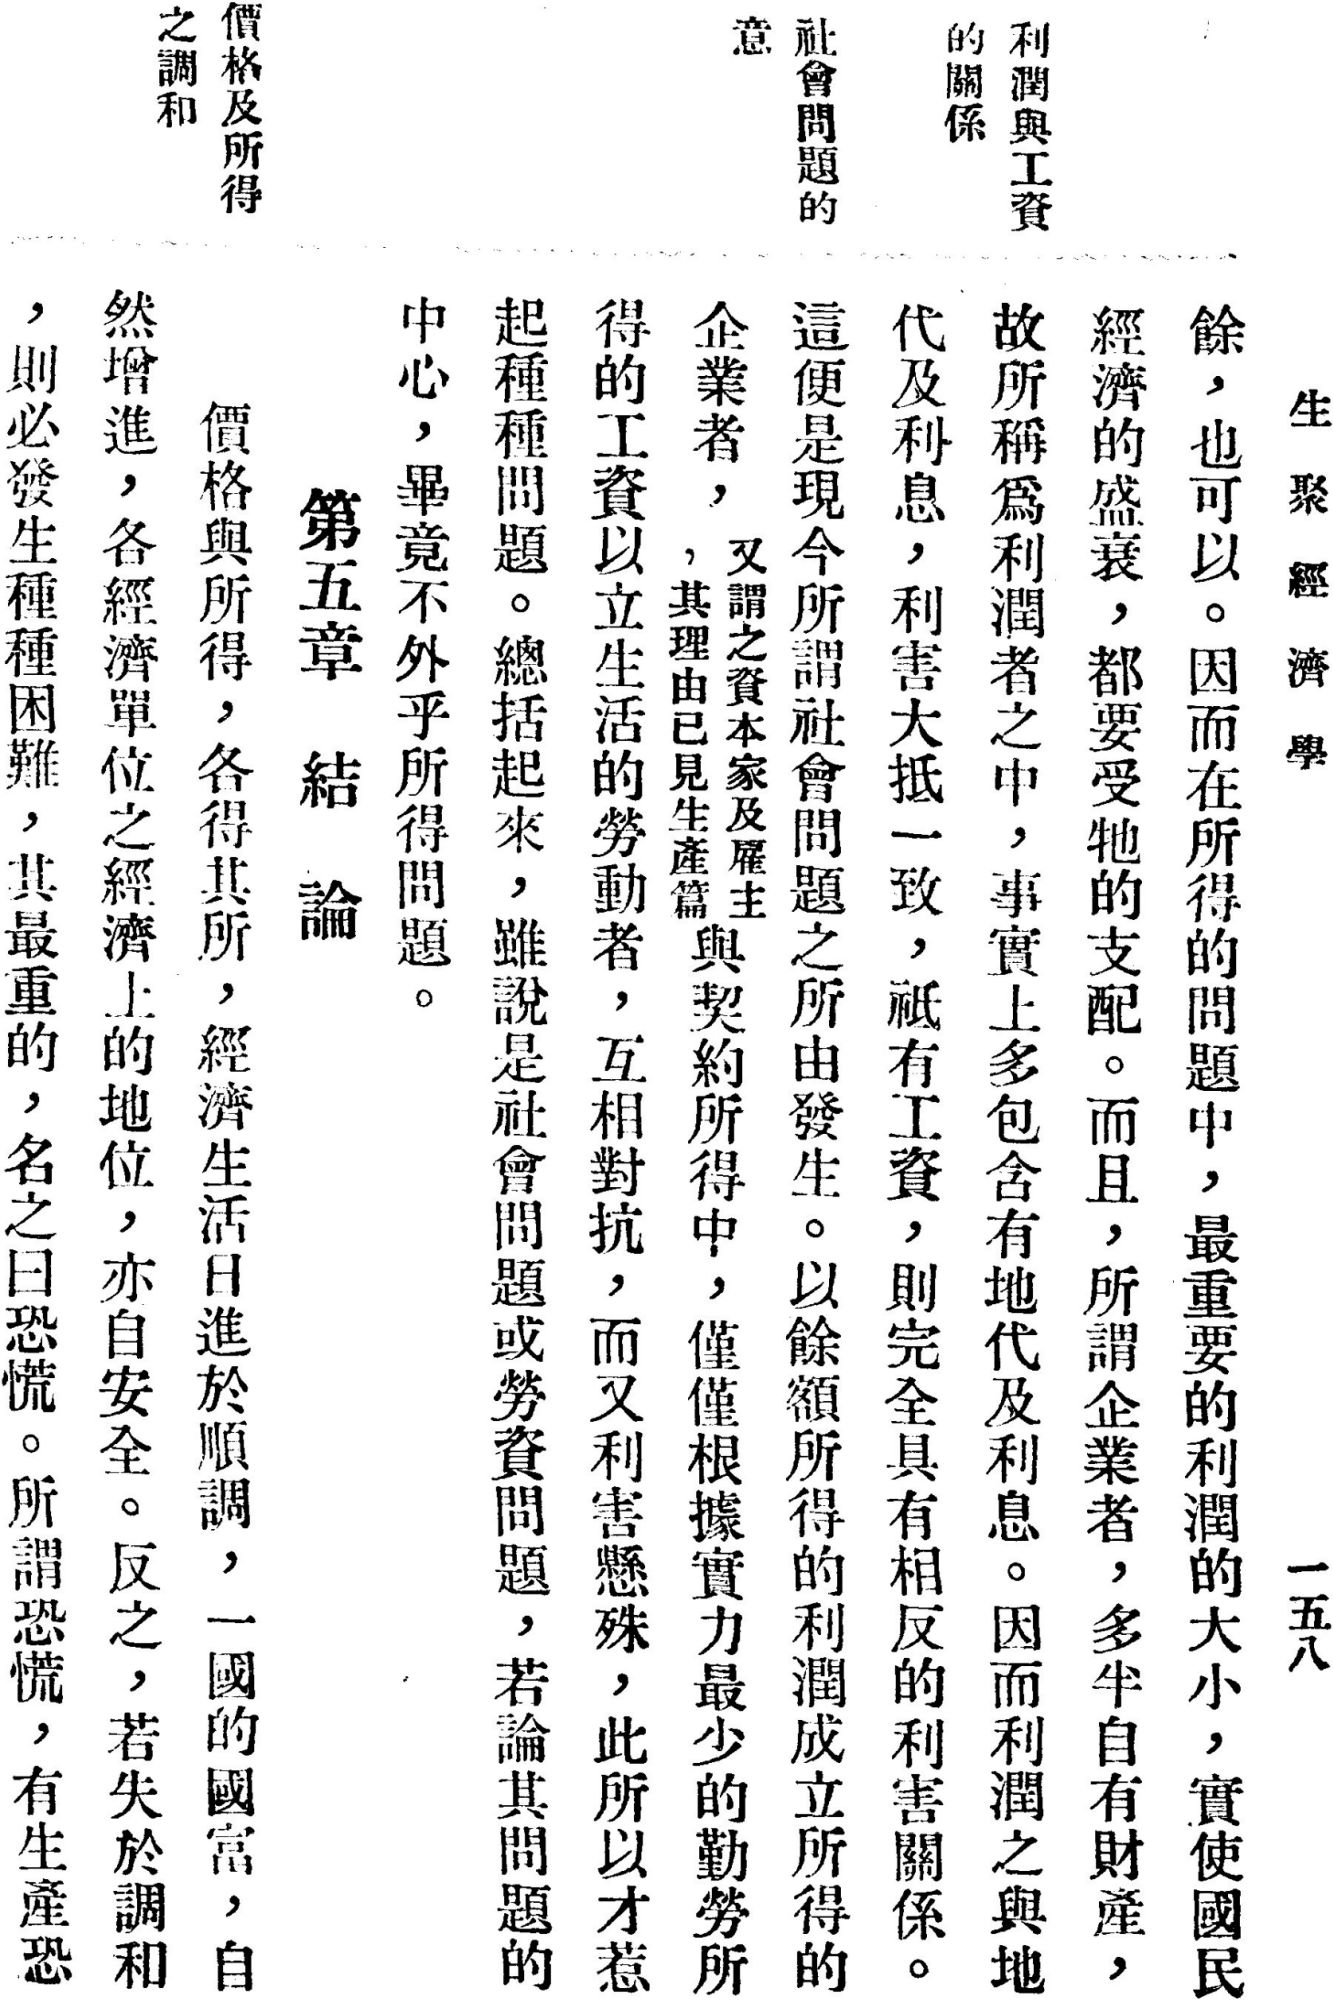 生聚經濟學
一五八
利潤與工資
的關係
社會問題的
意
價格及所得
之調和
餘，也可以。因而在所得的問題中，最重要的利潤的大小，實使國民
經濟的盛衰，都要受牠的支配。而且，所謂企業者，多半自有財產，
故所稱爲利潤者之中，事實上多包含有地代及利息。因而利潤之與地
代及利息，利害大抵一致，祇有工資，則完全具有相反的利害關係。
這便是現今所謂社會問題之所由發生。以餘額所得的利潤成立所得的
企業者，又謂之資本家及雇主，其理由已見生產篇與契約所得中，僅僅根據實力最少的勤勞所
得的工資以立生活的勞動者，互相對抗，而又利害懸殊，此所以才惹
起種種問題。總括起來，雖說是社會問題或勞資問題，若論其問題的
中心，畢竟不外乎所得問題。
第五章　結論
價格與所得，各得其所，經濟生活日進於順調，一國的國富，自
然增進，各經濟單位之經濟上的地位，亦自安全。反之，若失於調和
，則必發生種種困難，其最重的，名之曰恐慌。所謂恐慌，有生產恐